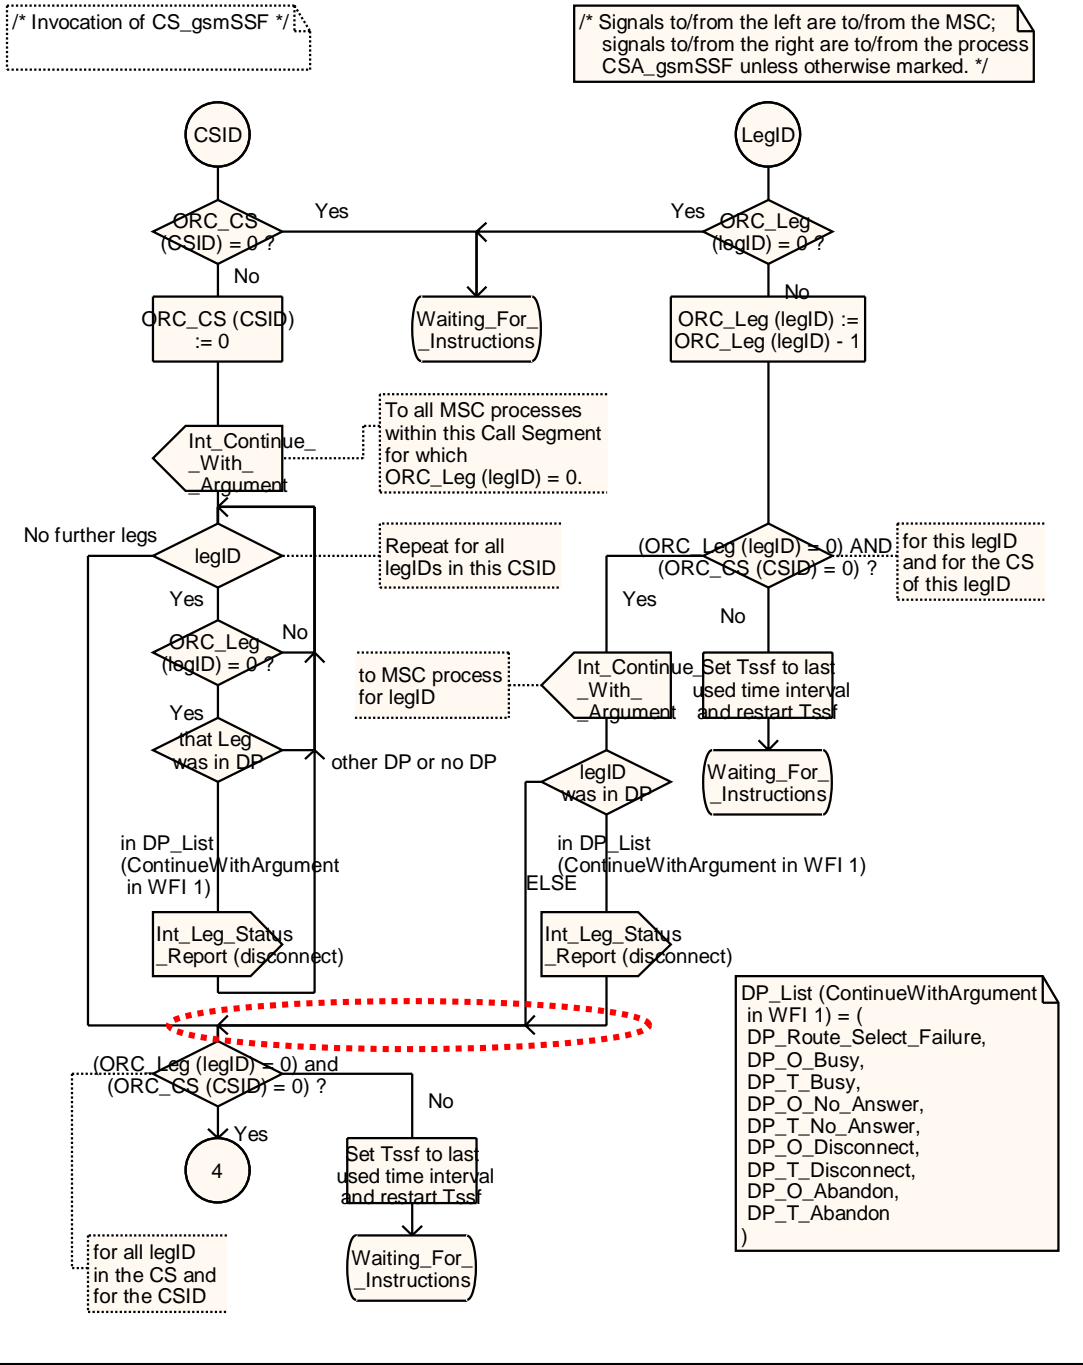 /* Invocation of CS_gsmSSF */
/* Signals to/from the left are to/from the MSC;
signals to/from the right are to/from the process
CSA_gsmSSF unless otherwise marked. */
CSID
LegID
ORC_CS
(CSID) = 0 ?
Yes
No
Yes
ORC_Leg
(legID) = 0 ?
No
ORC_CS (CSID)
:= 0
Waiting_For_
_Instructions
ORC_Leg (legID) :=
ORC_Leg (legID) - 1
Int_Continue_
_With_
_Argument
To all MSC processes
within this Call Segment
for which
ORC_Leg (legID) = 0.
No further legs
legID
Repeat for all
legIDs in this CSID
Yes
(ORC_Leg (legID) = 0) AND
(ORC_CS (CSID) = 0) ?
for this legID
and for the CS
of this legID
Yes
No
ORC_Leg
(legID) = 0 ?
No
Yes
to MSC process
for legID
Int_Continue_
_With_
_Argument
Set Tssf to last
used time interval
and restart Tssf
that Leg
was in DP
other DP or no DP
legID
was in DP
Waiting_For_
_Instructions
in DP_List
(ContinueWithArgument
in WFI 1)
in DP_List
(ContinueWithArgument in WFI 1)
ELSE
Int_Leg_Status
_Report (disconnect)
Int_Leg_Status
_Report (disconnect)
(ORC_Leg (legID) = 0) and
(ORC_CS (CSID) = 0) ?
No
Yes
4
Set Tssf to last
used time interval
and restart Tssf
Waiting_For_
_Instructions
for all legID
in the CS and
for the CSID
DP_List (ContinueWithArgument
in WFI 1) = (
DP_Route_Select_Failure,
DP_O_Busy,
DP_T_Busy,
DP_O_No_Answer,
DP_T_No_Answer,
DP_O_Disconnect,
DP_T_Disconnect,
DP_O_Abandon,
DP_T_Abandon
)